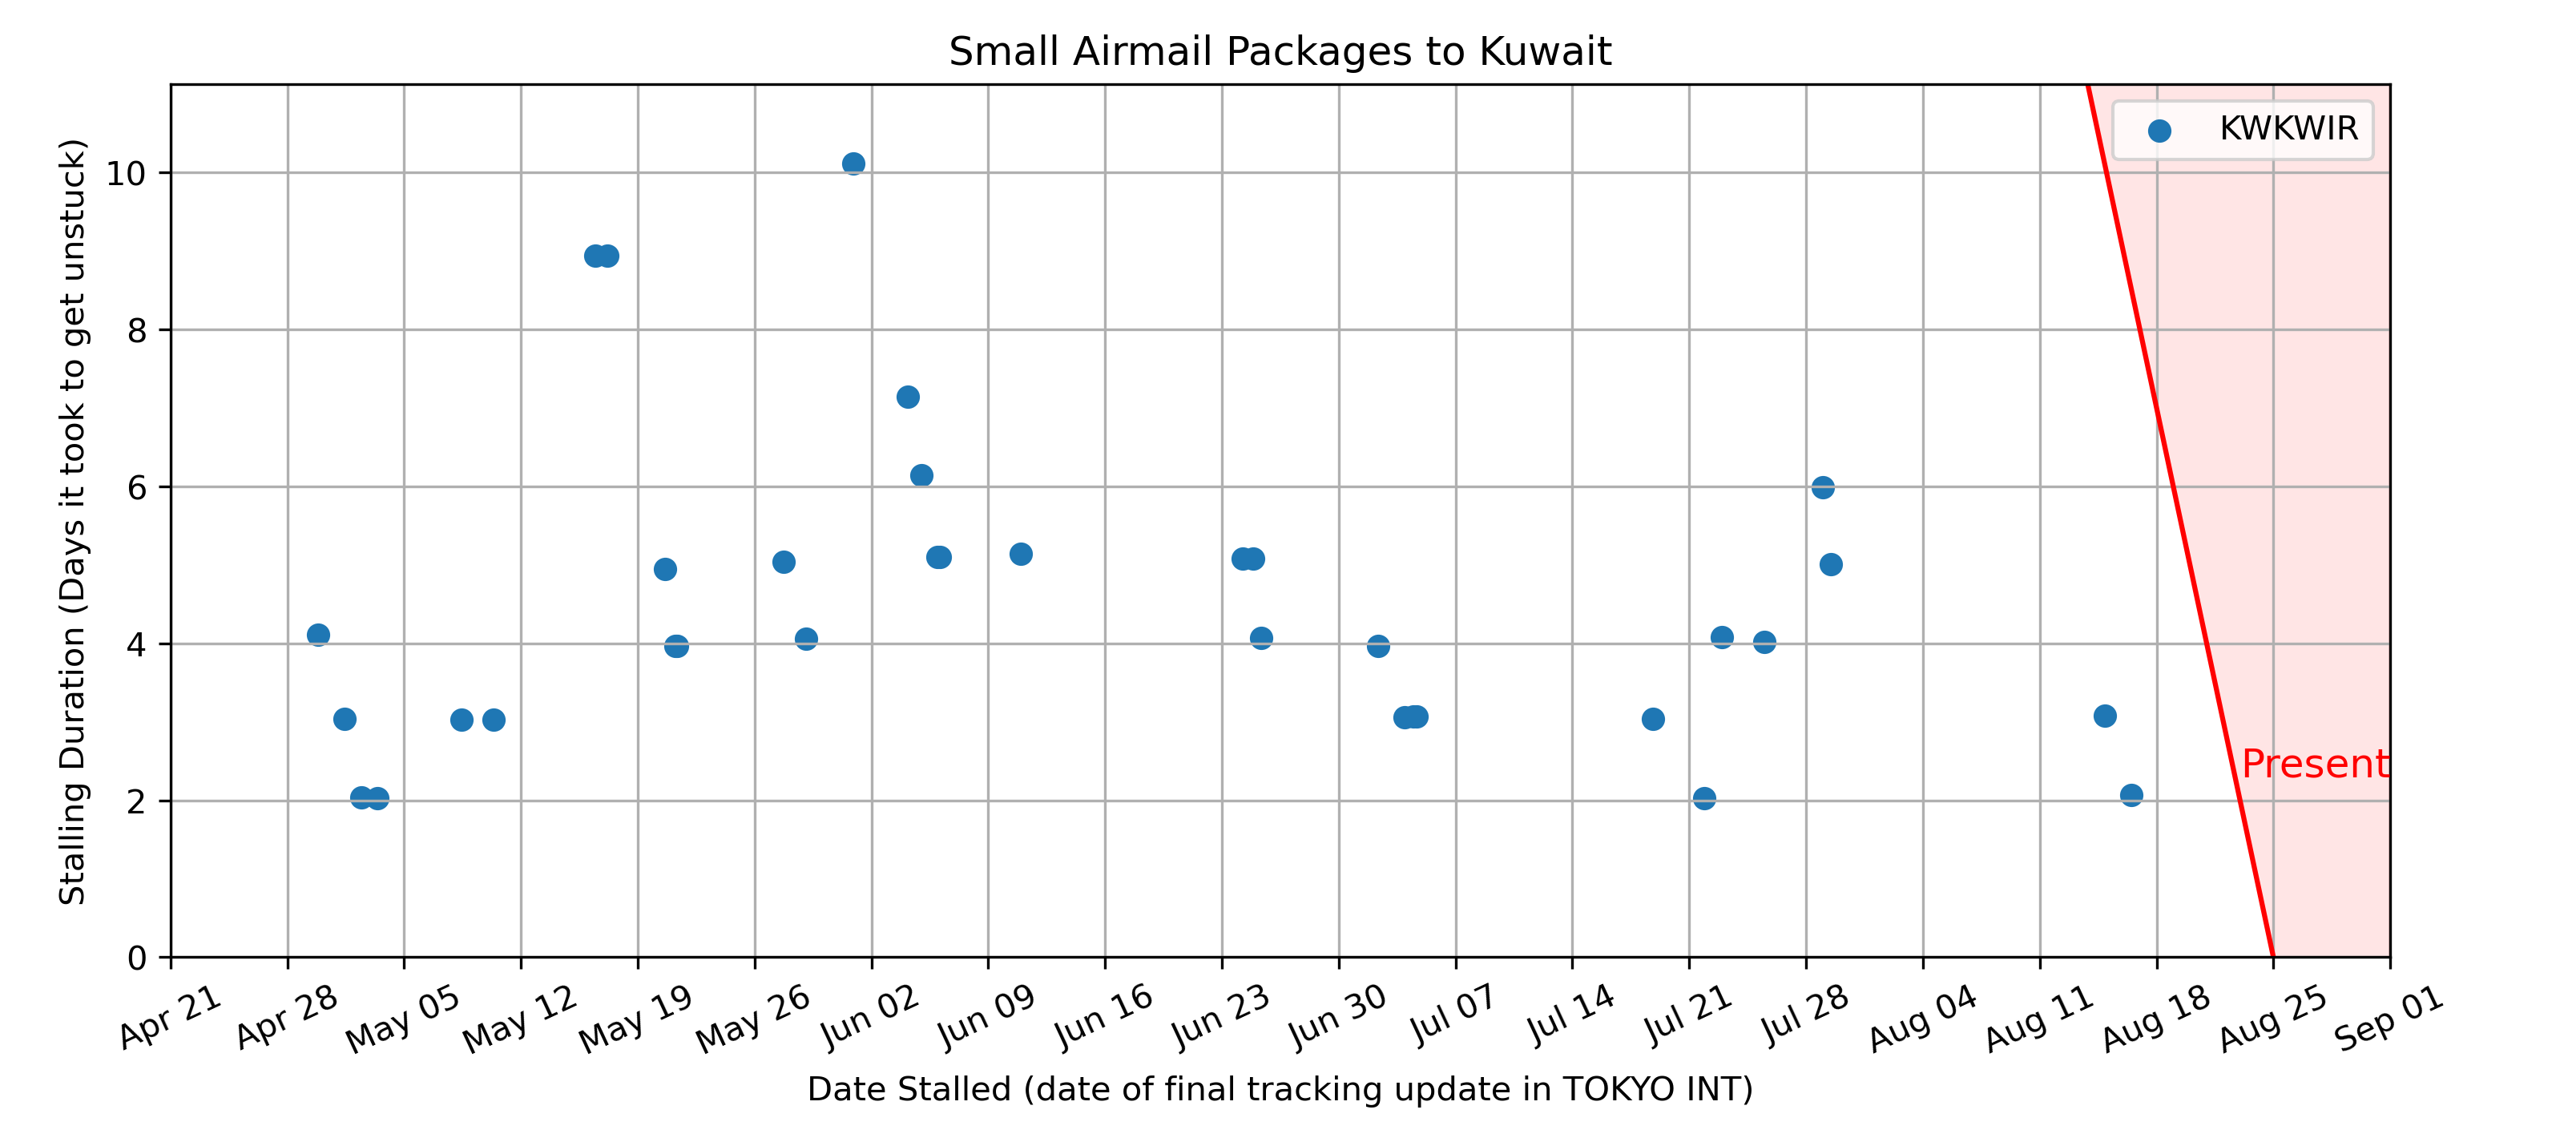 Small Airmail Packages to Kuwait
KWKWIR
Stalling Duration (Days it took to get unstuck)
10
8
6
4
2
0
Present
Apr 21
Apr 28
May 05
May 12
May 19
May 26
Jun 02
Jun 09
Jun 16
Jun 23
Jun 30
Jul 07
Jul 14
Jul 21
Jul 28
Aug 04
Aug 11
Aug 18
Aug 25
Sep 01
Date Stalled (date of final tracking update in TOKYO INT)